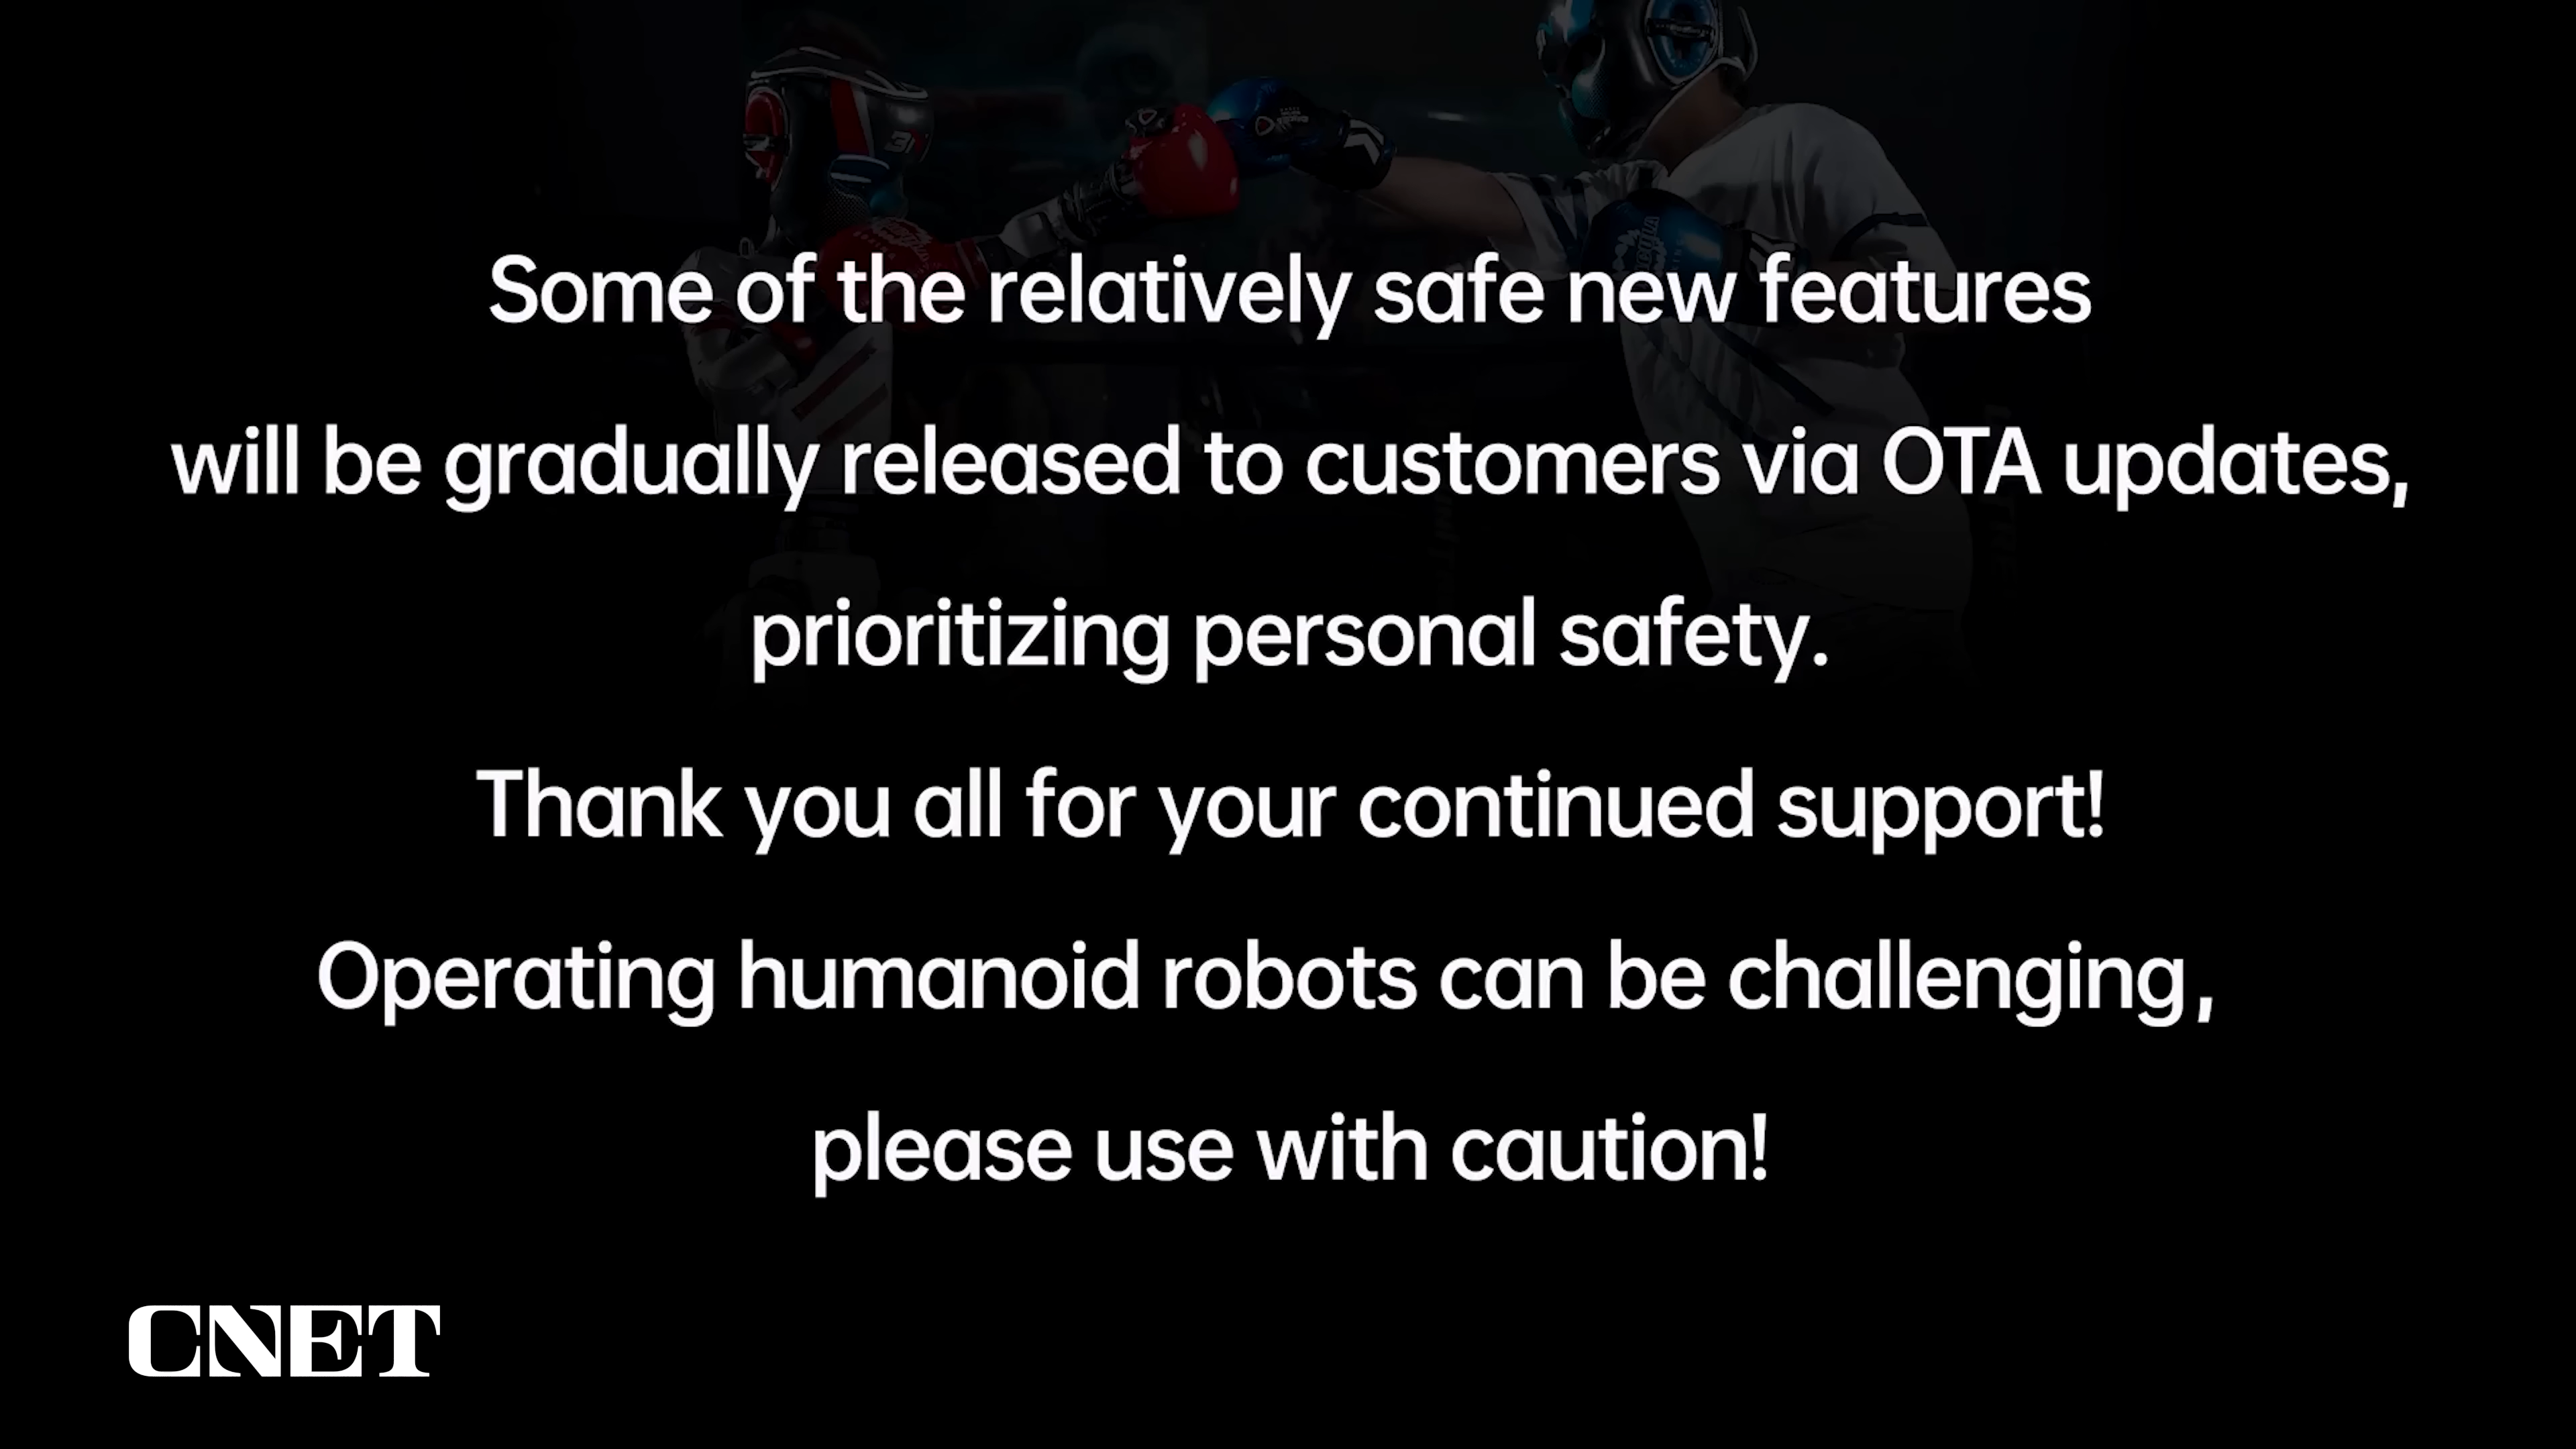 Some of the relatively safe new features
will be gradually released to customers via OTA updates,
prioritizing personal safety.
Thank you all for your continued support!
Operating humanoid robots can be challenging,
please use with caution!
CNET